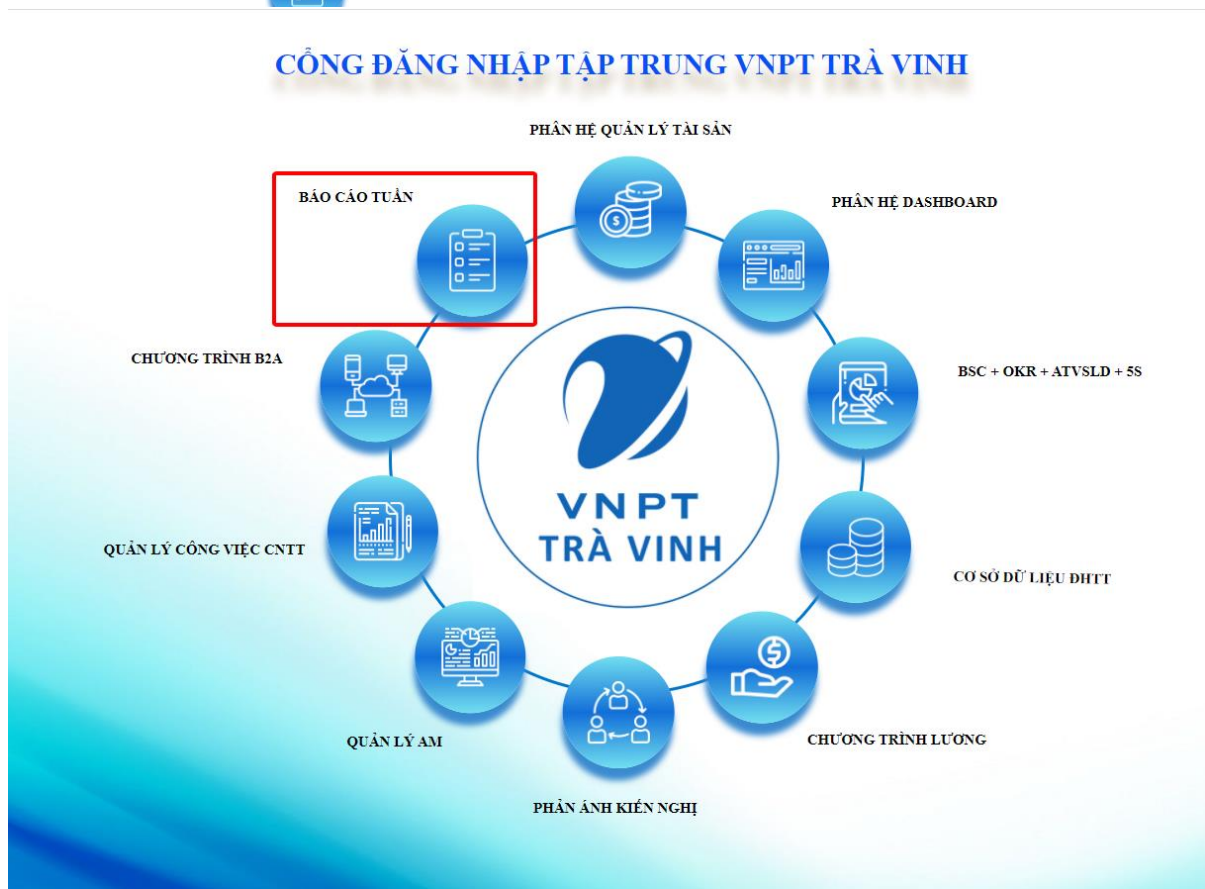 CỔNG ĐĂNG NHẬP TẬP TRUNG VNPT TRÀ VINH
PHÂN HỆ QUẢN LÝ TÀI SẢN
BÁO CÁO TUẦN
PHÂN HỆ DASHBOARD
CHƯƠNG TRÌNH B2A
BSC + OKR + ATVSLD + 5S
VNPT
TRÀ VINH
QUẢN LÝ CÔNG VIỆC CNTT
CƠ SỞ DỮ LIỆU ĐHTT
QUẢN LÝ AM
CHƯƠNG TRÌNH LƯƠNG
PHẢN ÁNH KIẾN NGHỊ